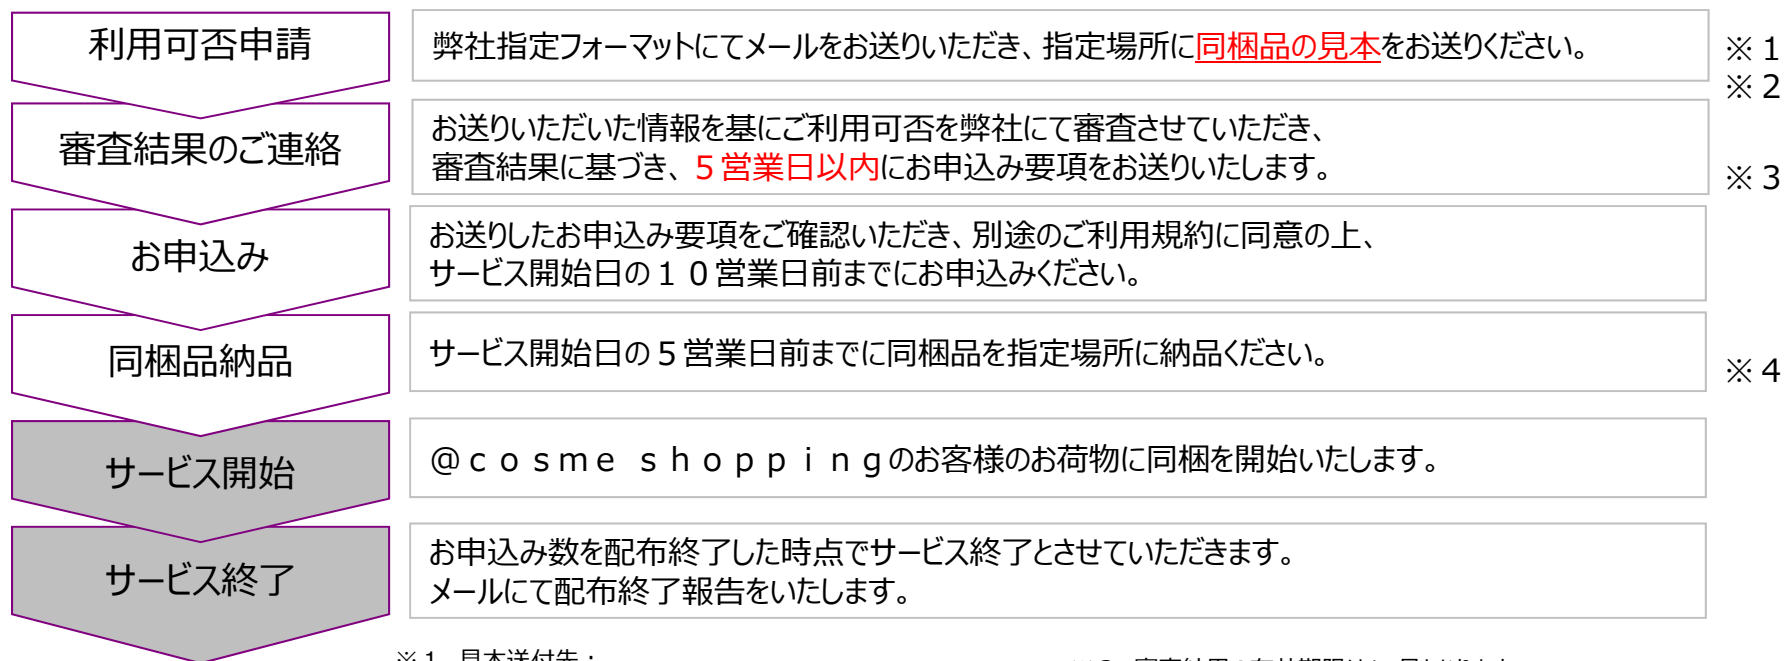 利用可否申請
弊社指定フォーマットにてメールをお送りいただき、指定場所に同梱品の見本をお送りください。
※１
※２
審査結果のご連絡
お送りいただいた情報を基にご利用可否を弊社にて審査させていただき、
審査結果に基づき、５営業日以内にお申込み要項をお送りいたします。
※３
お申込み
お送りしたお申込み要項をご確認いただき、別途のご利用規約に同意の上、
サービス開始日の１０営業日前までにお申込みください。
同梱品納品
サービス開始日の５営業日前までに同梱品を指定場所に納品ください。
※４
サービス開始
＠ｃｏｓｍｅ ｓｈｏｐｐｉｎｇのお客様のお荷物に同梱を開始いたします。
サービス終了
お申込み数を配布終了した時点でサービス終了とさせていただきます。
メールにて配布終了報告をいたします。
※１ 見本送付先：
審査結果の有効期限は